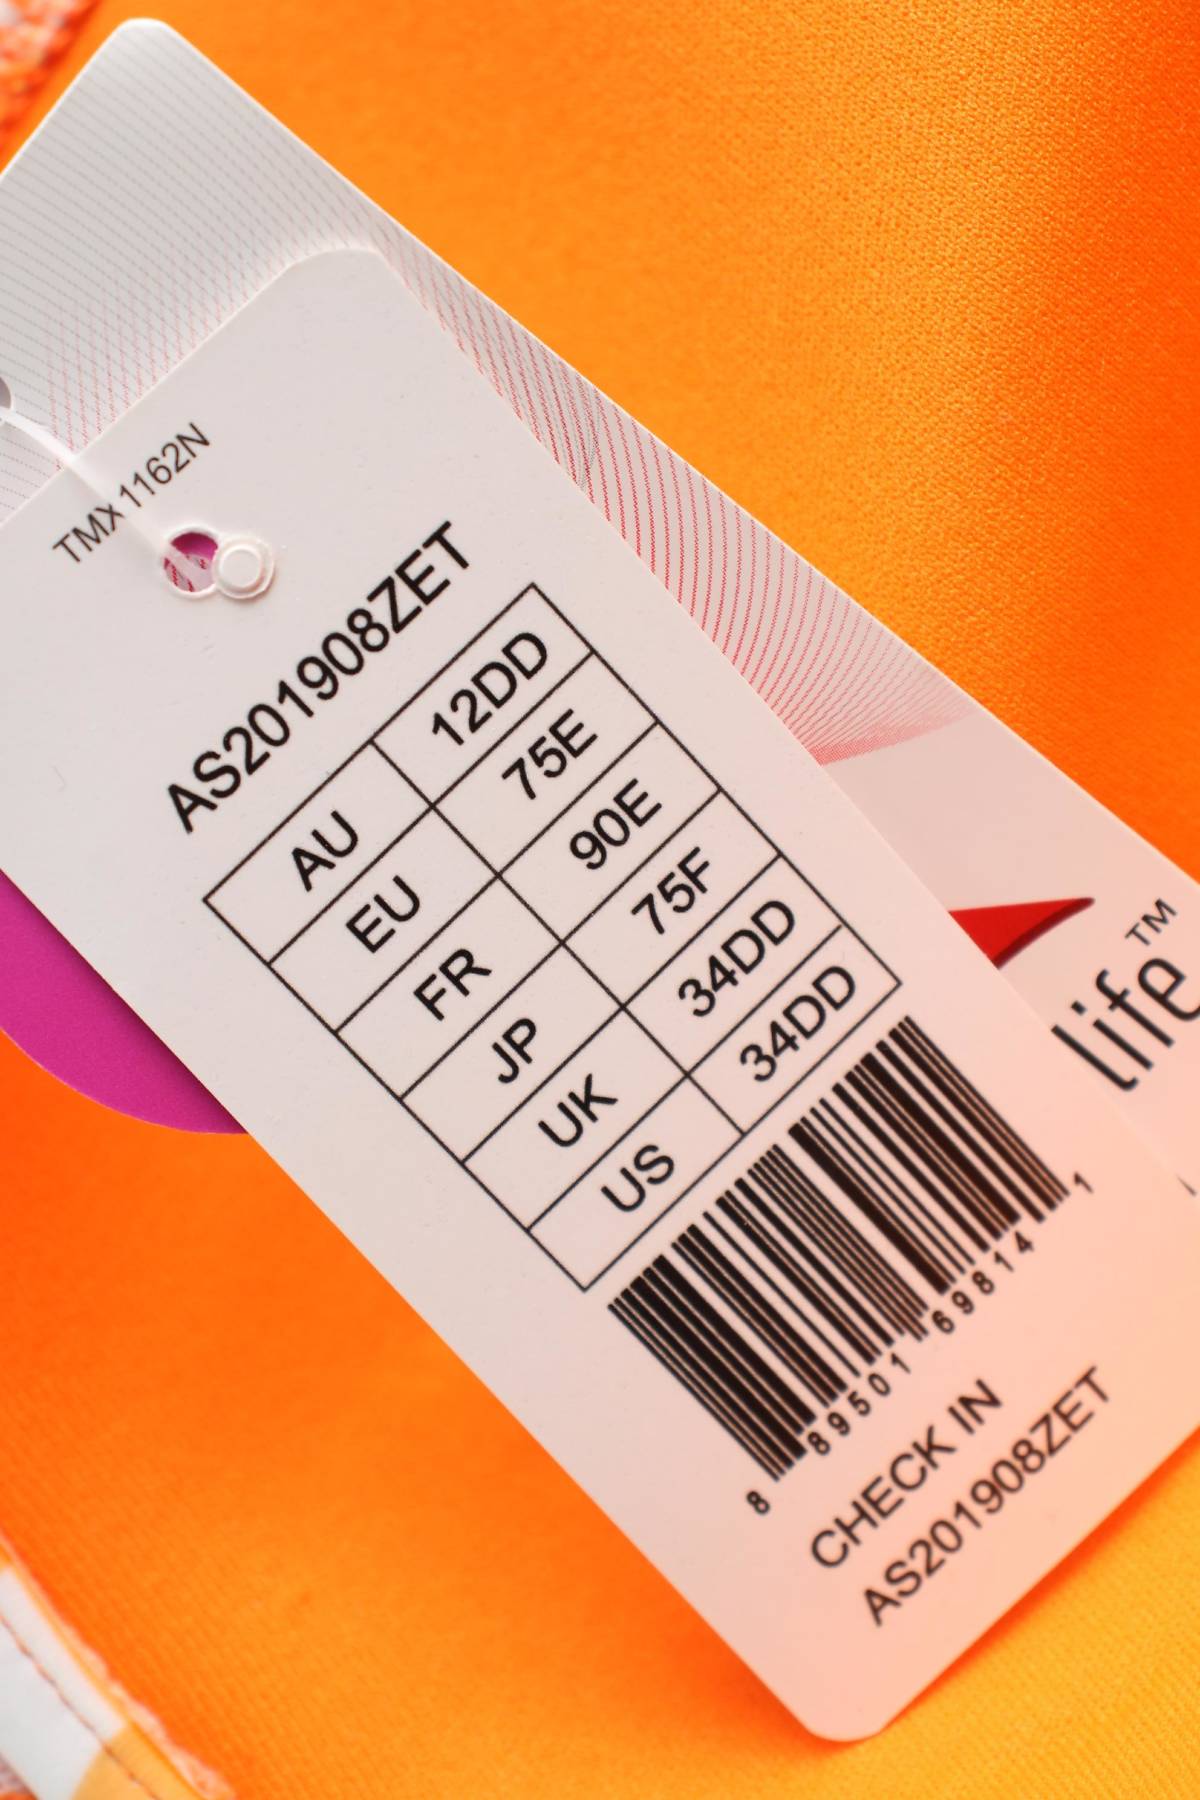 TMX 1162N
AS201908ZET
AU 12DD
EU 75E
FR 90E
JP 75F
UK 34DD
US 34DD
8 89501 69814 1
CHECK IN
AS201908ZET
life™